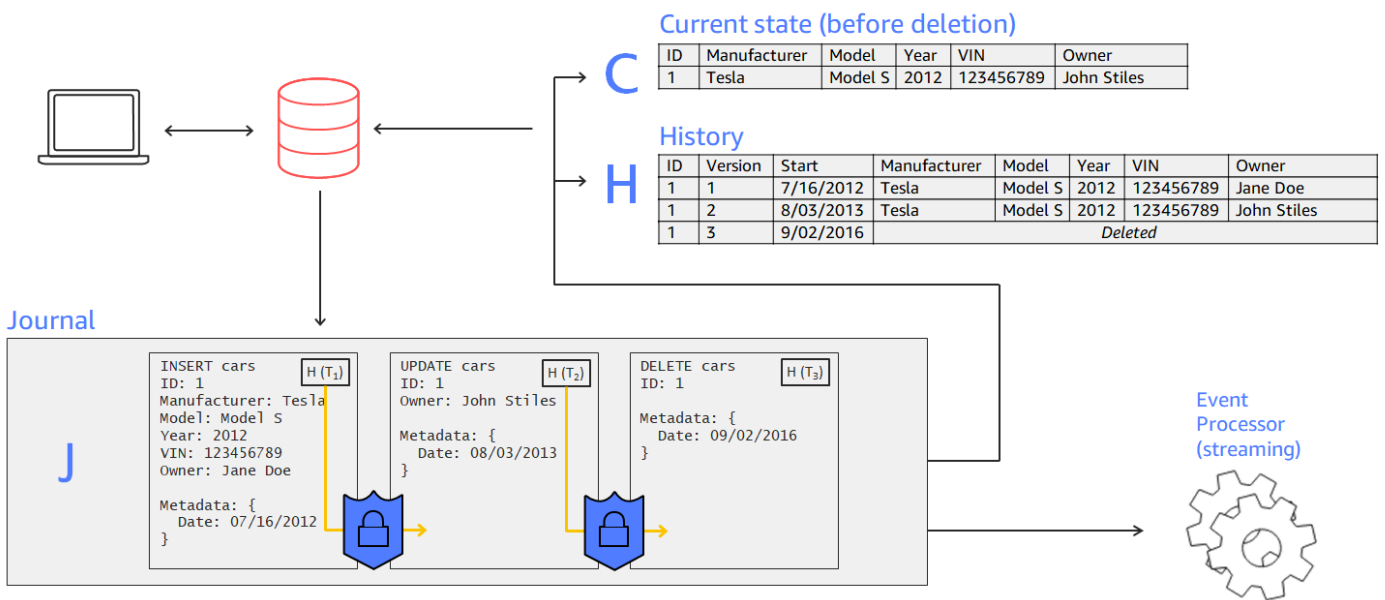 Current state (before deletion)
C
ID Manufacturer Model Year VIN Owner
1 Tesla Model S 2012 123456789 John Stiles
History
H
ID Version Start Manufacturer Model Year VIN Owner
1 1 7/16/2012 Tesla Model S 2012 123456789 Jane Doe
1 2 8/03/2013 Tesla Model S 2012 123456789 John Stiles
1 3 9/02/2016 Deleted
Journal
J
INSERT cars
H (T₁)
ID: 1
Manufacturer: Tesla
Model: Model S
Year: 2012
VIN: 123456789
Owner: Jane Doe
Metadata: {
Date: 07/16/2012
}
UPDATE cars
H (T₂)
ID: 1
Owner: John Stiles
Metadata: {
Date: 08/03/2013
}
DELETE cars
H (T₃)
ID: 1
Metadata: {
Date: 09/02/2016
}
Event
Processor
(streaming)